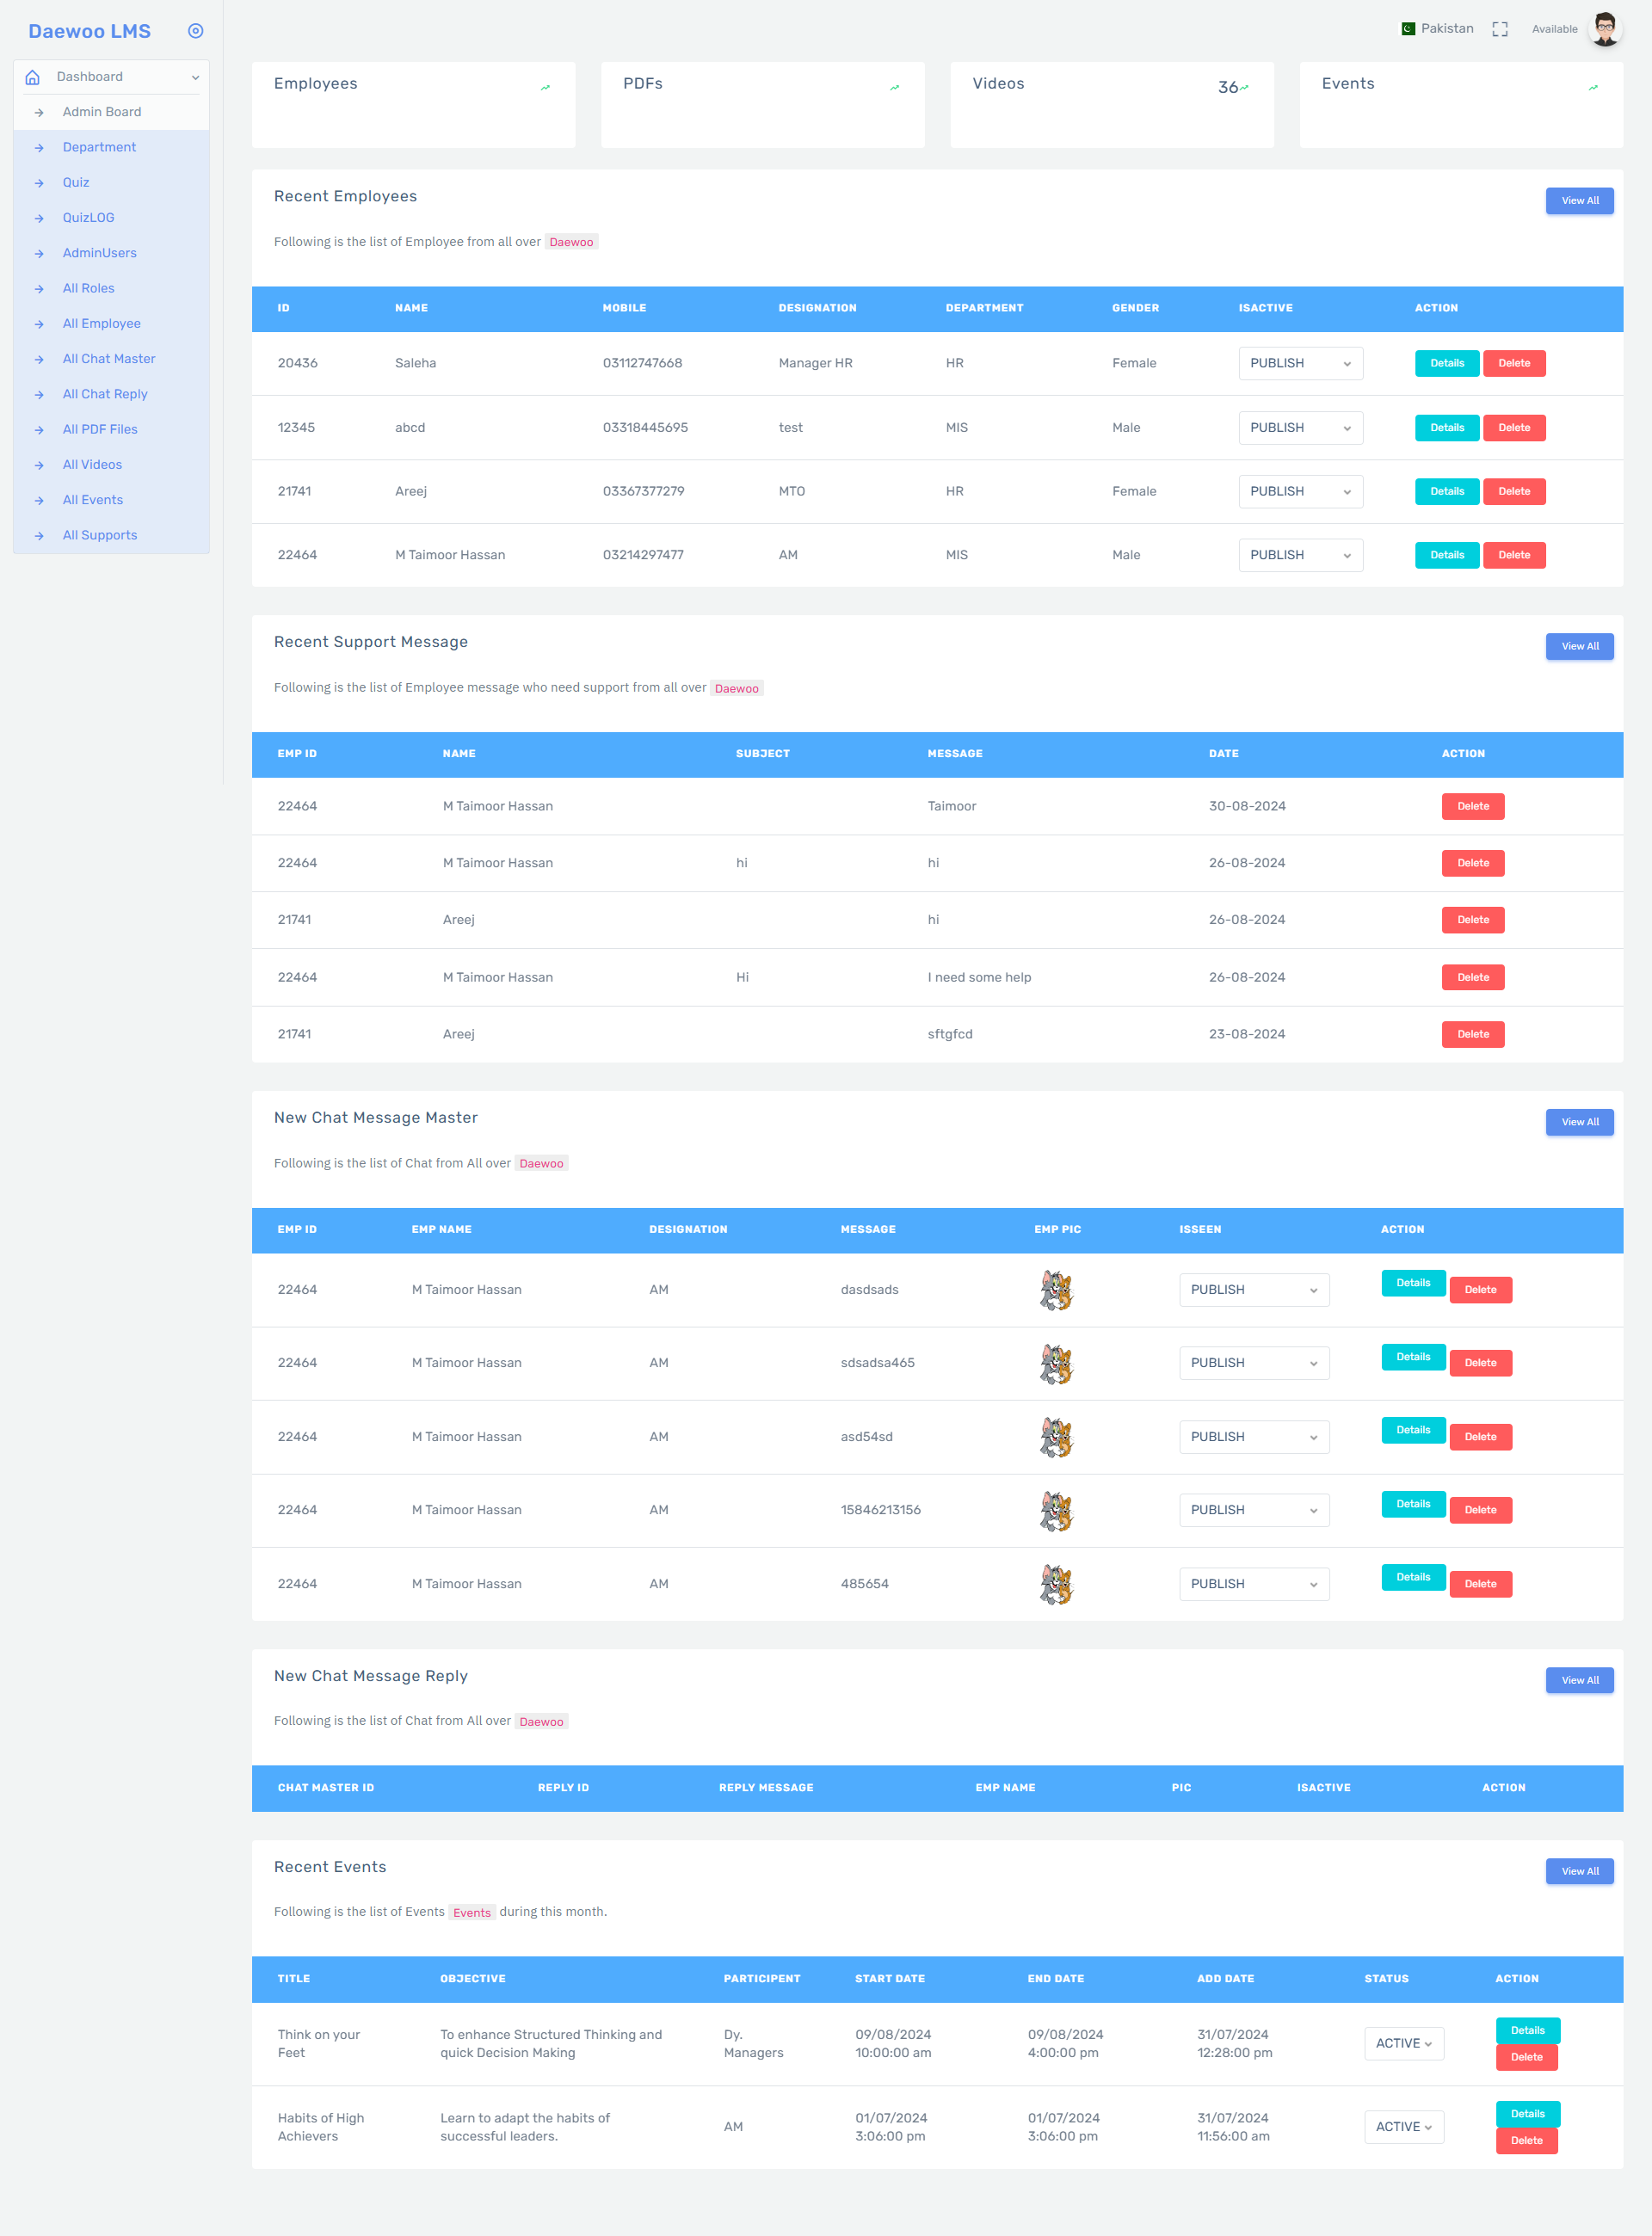 Daewoo LMS
Pakistan
Available
Dashboard
Admin Board
Department
Quiz
QuizLOG
AdminUsers
All Roles
All Employee
All Chat Master
All Chat Reply
All PDF Files
All Videos
All Events
All Supports
Employees
PDFs
Videos 36
Events
Recent Employees
View All
Following is the list of Employee from all over Daewoo
ID NAME MOBILE DESIGNATION DEPARTMENT GENDER ISACTIVE ACTION
20436 Saleha 03112747668 Manager HR HR Female PUBLISH Details Delete
12345 abcd 03318445695 test MIS Male PUBLISH Details Delete
21741 Areej 03367377279 MTO HR Female PUBLISH Details Delete
22464 M Taimoor Hassan 03214297477 AM MIS Male PUBLISH Details Delete
Recent Support Message
View All
Following is the list of Employee message who need support from all over Daewoo
EMP ID NAME SUBJECT MESSAGE DATE ACTION
22464 M Taimoor Hassan Taimoor 30-08-2024 Delete
22464 M Taimoor Hassan hi hi 26-08-2024 Delete
21741 Areej hi 26-08-2024 Delete
22464 M Taimoor Hassan Hi I need some help 26-08-2024 Delete
21741 Areej sftgfcd 23-08-2024 Delete
New Chat Message Master
View All
Following is the list of Chat from All over Daewoo
EMP ID EMP NAME DESIGNATION MESSAGE EMP PIC ISSEEN ACTION
22464 M Taimoor Hassan AM dasdsads PUBLISH Details Delete
22464 M Taimoor Hassan AM sdsadsa465 PUBLISH Details Delete
22464 M Taimoor Hassan AM asd54sd PUBLISH Details Delete
22464 M Taimoor Hassan AM 15846213156 PUBLISH Details Delete
22464 M Taimoor Hassan AM 485654 PUBLISH Details Delete
New Chat Message Reply
View All
Following is the list of Chat from All over Daewoo
CHAT MASTER ID REPLY ID REPLY MESSAGE EMP NAME PIC ISACTIVE ACTION
Recent Events
View All
Following is the list of Events Events during this month.
TITLE OBJECTIVE PARTICIPENT START DATE END DATE ADD DATE STATUS ACTION
Think on your To enhance Structured Thinking and Dy. 09/08/2024 09/08/2024 31/07/2024 ACTIVE Details
Feet quick Decision Making Managers 10:00:00 am 4:00:00 pm 12:28:00 pm Delete
Habits of High Learn to adapt the habits of AM 01/07/2024 01/07/2024 31/07/2024 ACTIVE Details
Achievers successful leaders. 3:06:00 pm 3:06:00 pm 11:56:00 am Delete